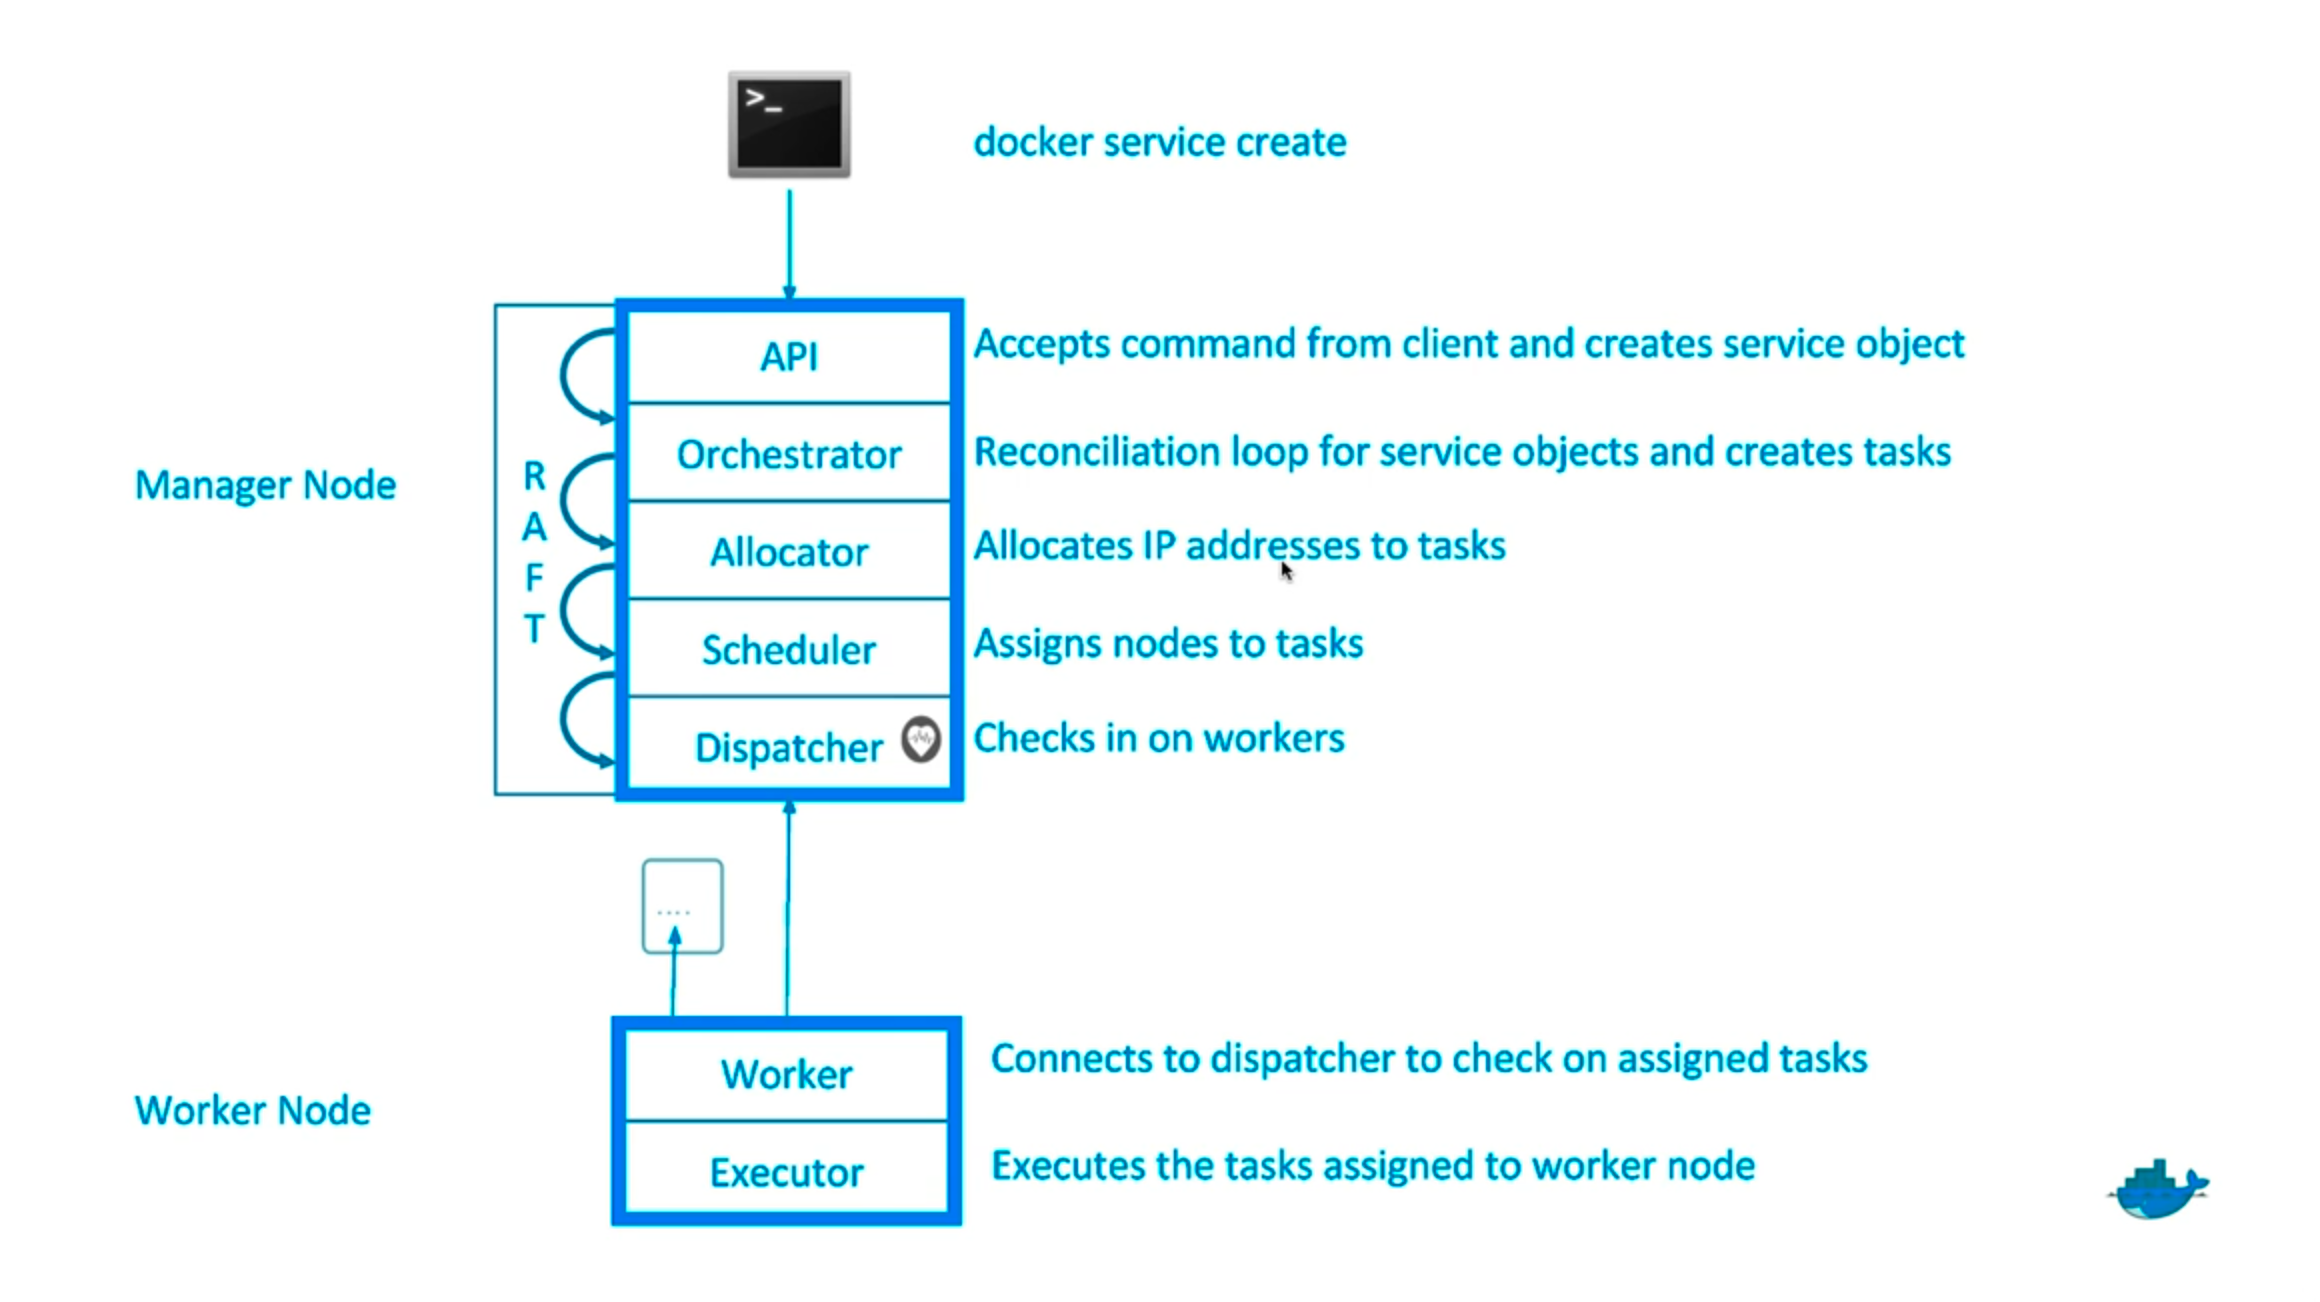 >_
docker service create
API
Accepts command from client and creates service object
Orchestrator
Reconciliation loop for service objects and creates tasks
Manager Node
R
A
F
T
Allocator
Allocates IP addresses to tasks
Scheduler
Assigns nodes to tasks
Dispatcher
Checks in on workers
....
Worker
Connects to dispatcher to check on assigned tasks
Worker Node
Executor
Executes the tasks assigned to worker node